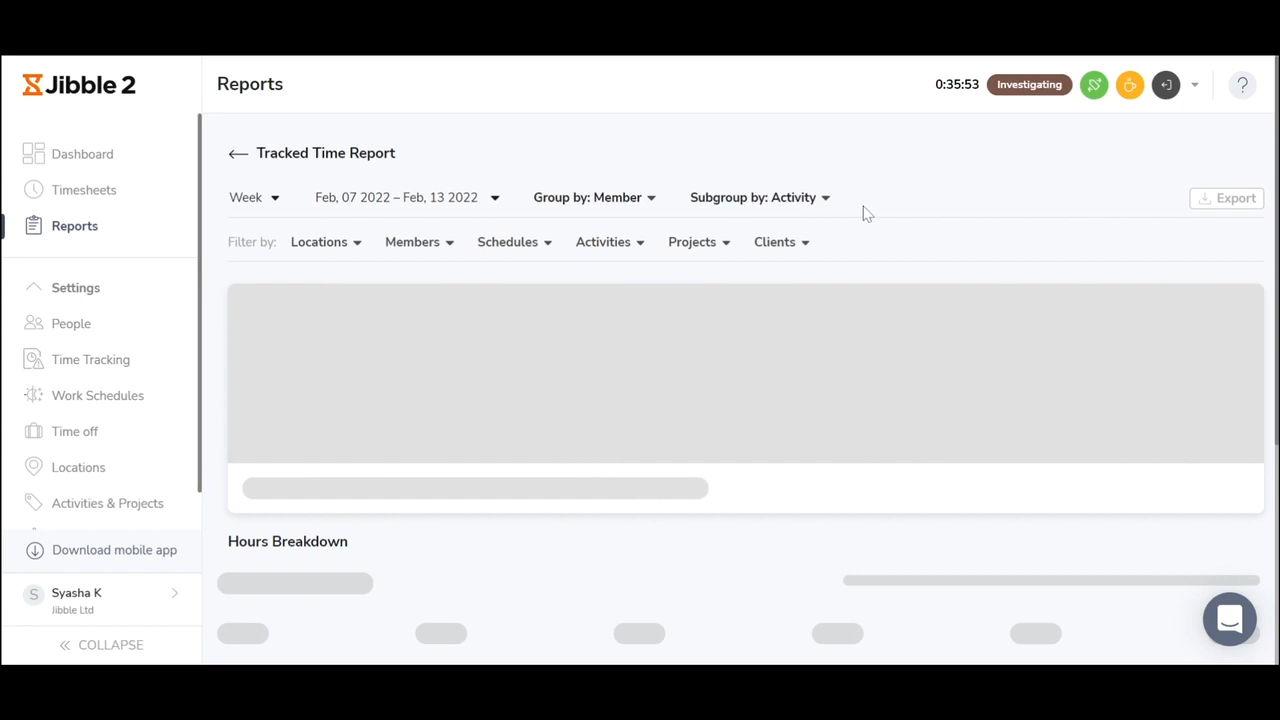 Jibble 2
Reports
0:35:53
Investigating
?
Dashboard
Timesheets
Reports
Settings
People
Time Tracking
Work Schedules
Time off
Locations
Activities & Projects
Download mobile app
S
Syasha K
Jibble Ltd
COLLAPSE
Tracked Time Report
Week
Feb, 07 2022 – Feb, 13 2022
Group by: Member
Subgroup by: Activity
Export
Filter by:
Locations
Members
Schedules
Activities
Projects
Clients
Hours Breakdown